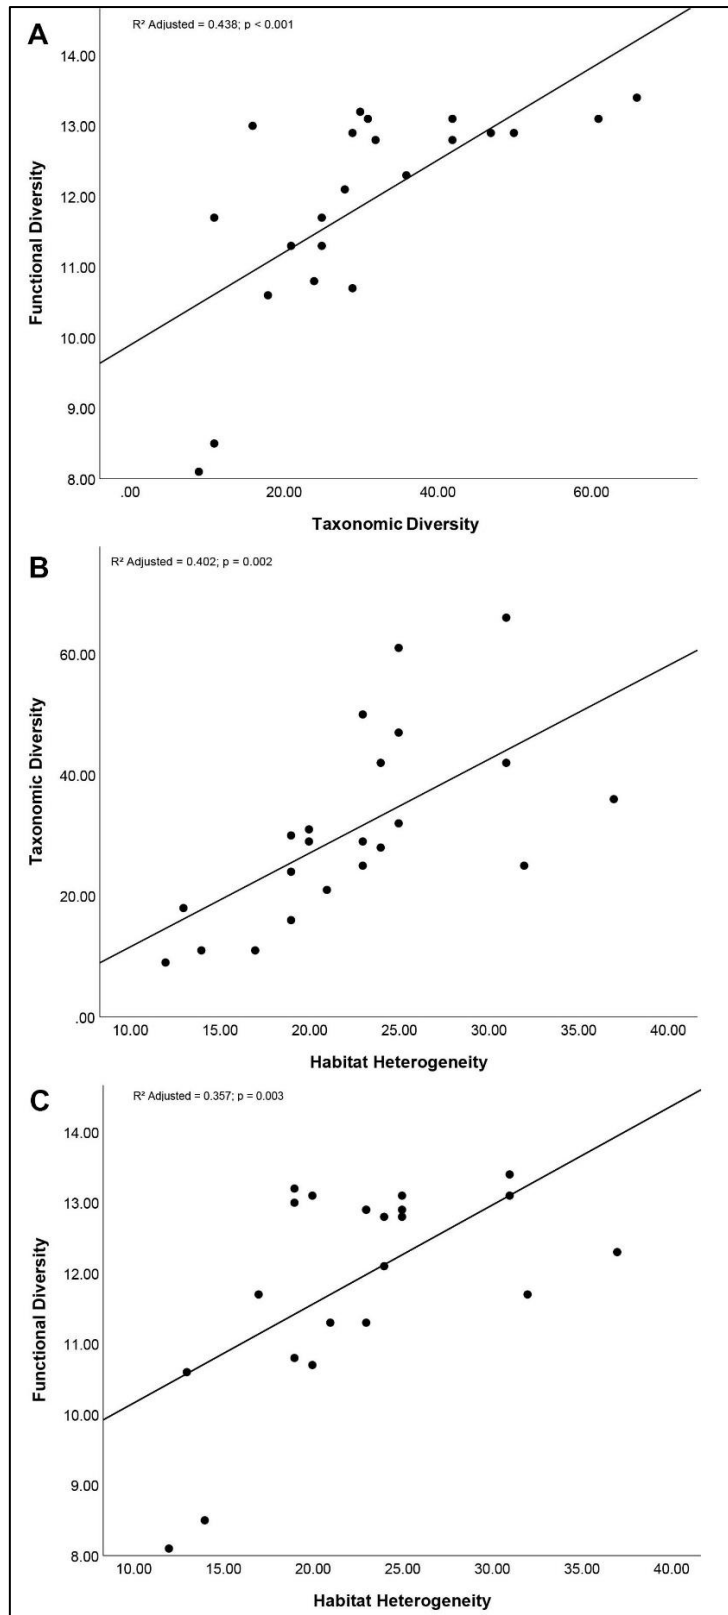 A
R² Adjusted = 0.438; p < 0.001
14.00
13.00
12.00
11.00
10.00
9.00
8.00
Functional Diversity
.00 20.00 40.00 60.00
Taxonomic Diversity
B
R² Adjusted = 0.402; p = 0.002
60.00
40.00
20.00
.00
Taxonomic Diversity
10.00 15.00 20.00 25.00 30.00 35.00 40.00
Habitat Heterogeneity
C
R² Adjusted = 0.357; p = 0.003
14.00
13.00
12.00
11.00
10.00
9.00
8.00
Functional Diversity
10.00 15.00 20.00 25.00 30.00 35.00 40.00
Habitat Heterogeneity